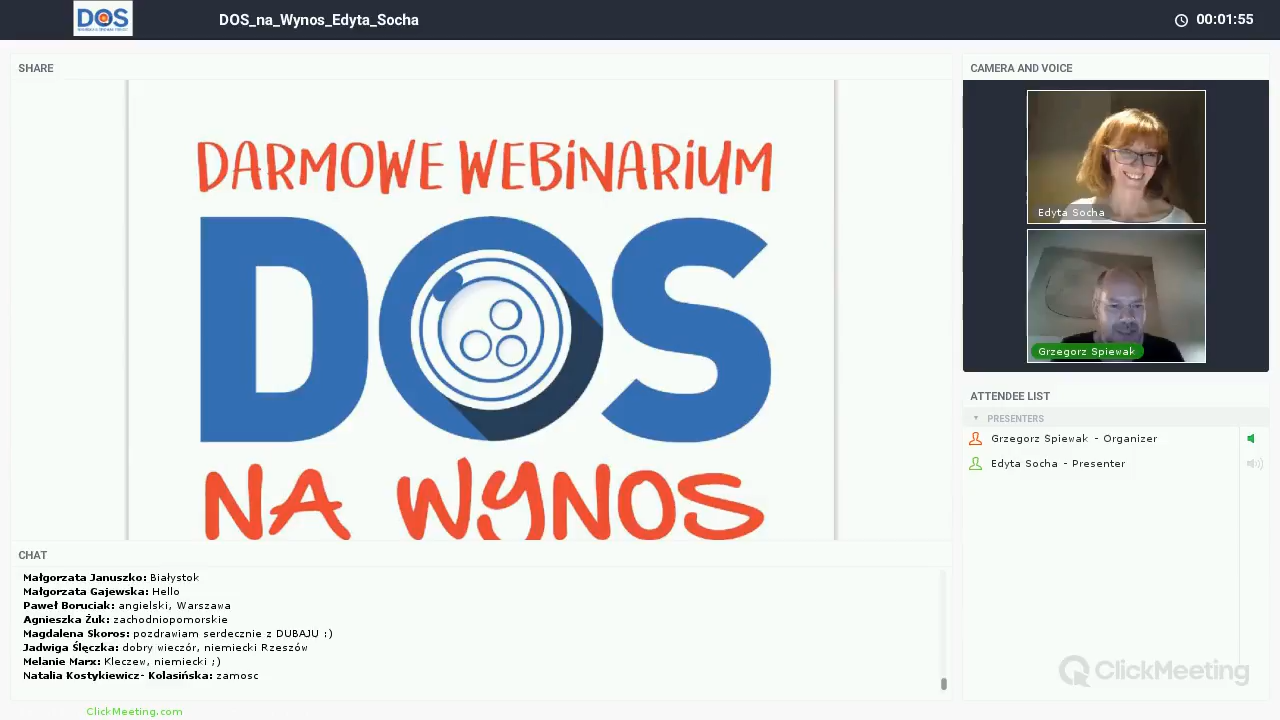 DOS
DOS_na_Wynos_Edyta_Socha
00:01:55
SHARE
DARMOWE WEBiNARiUM
DOS
NA WYNOS
CAMERA AND VOICE
Edyta Socha
Grzegorz Spiewak
ATTENDEE LIST
PRESENTERS
Grzegorz Spiewak - Organizer
Edyta Socha - Presenter
CHAT
Małgorzata Januszko: Białystok
Małgorzata Gajewska: Hello
Paweł Boruciak: angielski, Warszawa
Agnieszka Żuk: zachodniopomorskie
Magdalena Skoros: pozdrawiam serdecznie z DUBAJU :)
Jadwiga Ślęczka: dobry wieczór, niemiecki Rzeszów
Melanie Marx: Kleczew, niemiecki ;)
Natalia Kostykiewicz- Kolasińska: zamosc
ClickMeeting
ClickMeeting.com